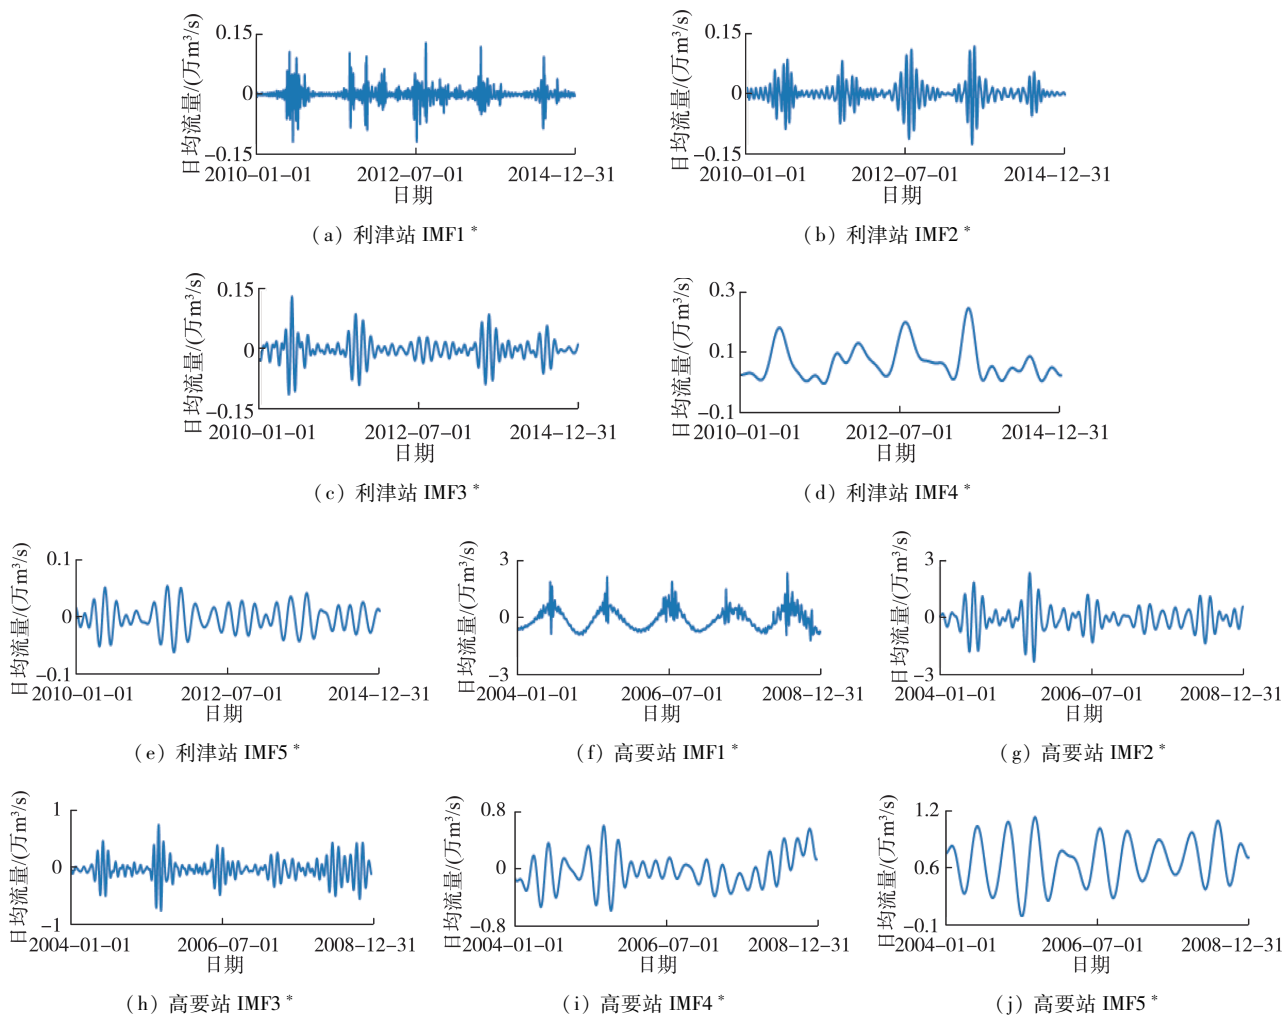 日均流量/(万m³/s)
0.15
0
−0.15
2010−01−01
2012−07−01
2014−12−31
日期
（a）利津站 IMF1 *
日均流量/(万m³/s)
0.15
0
−0.15
2010−01−01
2012−07−01
2014−12−31
日期
（b）利津站 IMF2 *
日均流量/(万m³/s)
0.15
0
−0.15
2010−01−01
2012−07−01
2014−12−31
日期
（c）利津站 IMF3 *
日均流量/(万m³/s)
0.3
0.1
−0.1
2010−01−01
2012−07−01
2014−12−31
日期
（d）利津站 IMF4 *
日均流量/(万m³/s)
0.1
0
−0.1
2010−01−01
2012−07−01
2014−12−31
日期
（e）利津站 IMF5 *
日均流量/(万m³/s)
3
0
−3
2004−01−01
2006−07−01
2008−12−31
日期
（f）高要站 IMF1 *
日均流量/(万m³/s)
3
0
−3
2004−01−01
2006−07−01
2008−12−31
日期
（g）高要站 IMF2 *
日均流量/(万m³/s)
1
0
−1
2004−01−01
2006−07−01
2008−12−31
日期
（h）高要站 IMF3 *
日均流量/(万m³/s)
0.8
0
−0.8
2004−01−01
2006−07−01
2008−12−31
日期
（i）高要站 IMF4 *
日均流量/(万m³/s)
1.2
0.6
−0.1
2004−01−01
2006−07−01
2008−12−31
日期
（j）高要站 IMF5 *